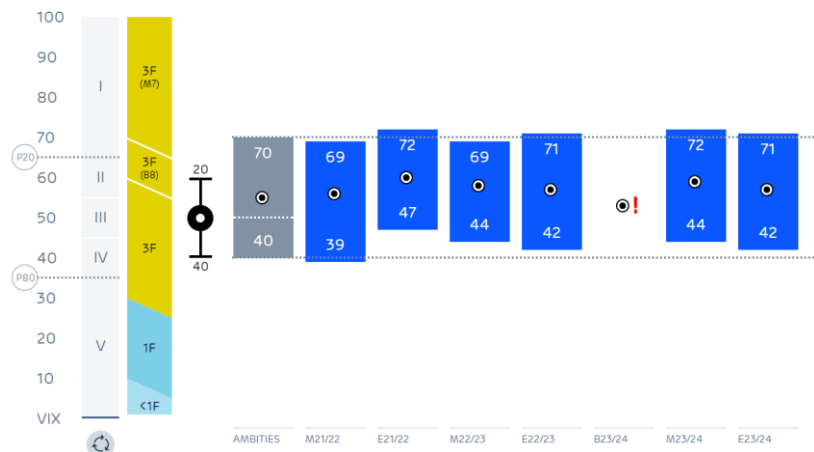 100
90
80
70
60
50
40
30
20
10
VIX
P20
P80
I
II
III
IV
V
3F
(M7)
3F
(B8)
3F
1F
<1F
20
40
70
40
69
39
72
47
69
44
71
42
!
72
44
71
42
AMBITIES M21/22 E21/22 M22/23 E22/23 B23/24 M23/24 E23/24